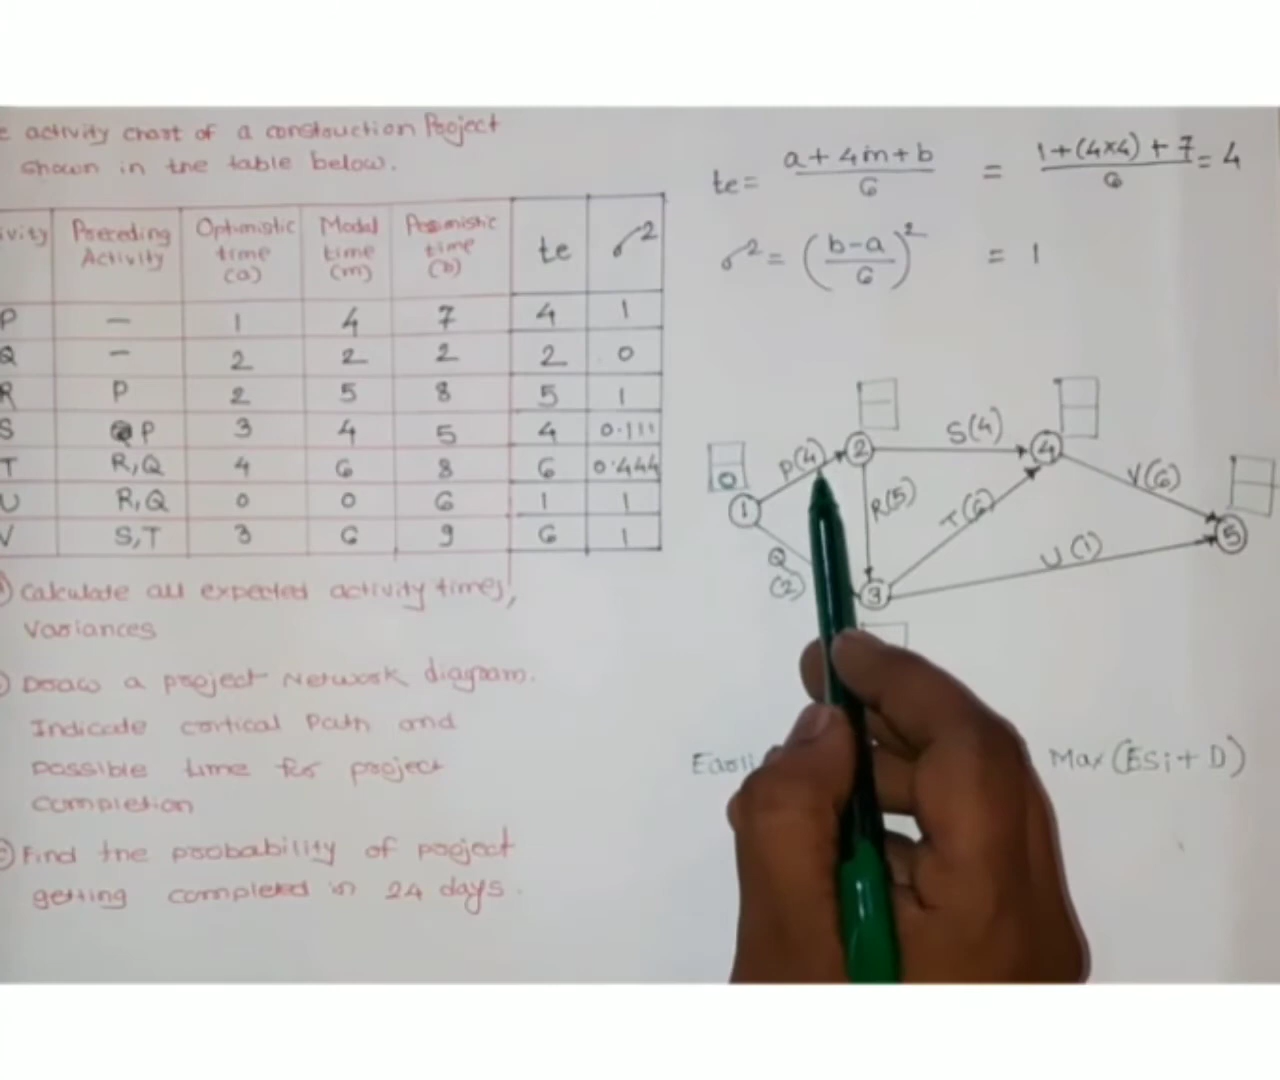 activity chart of a construction Project
shown in the table below.
Preceding Activity Optimistic time (a) Modal time (m) Pessimistic time (b) te σ²
P — 1 4 7 4 1
Q — 2 2 2 2 0
R P 2 5 8 5 1
S P 3 4 5 4 0.111
T R,Q 4 6 8 6 0.444
U R,Q 0 0 6 1 1
V S,T 3 6 9 6 1
Calculate all expected activity times,
Variances
Draw a project Network diagram.
Indicate cortical Path and
possible time for project
completion
Find the probability of poject
getting completed in 24 days.
te = a+4m+b / 6 = 1+(4×4)+7 / 6 = 4
σ² = (b-a / 6)² = 1
0
1
P(4)
2
S(4)
4
V(6)
5
R(5)
T(6)
U(1)
Q
(2)
3
Max (ESi + D)